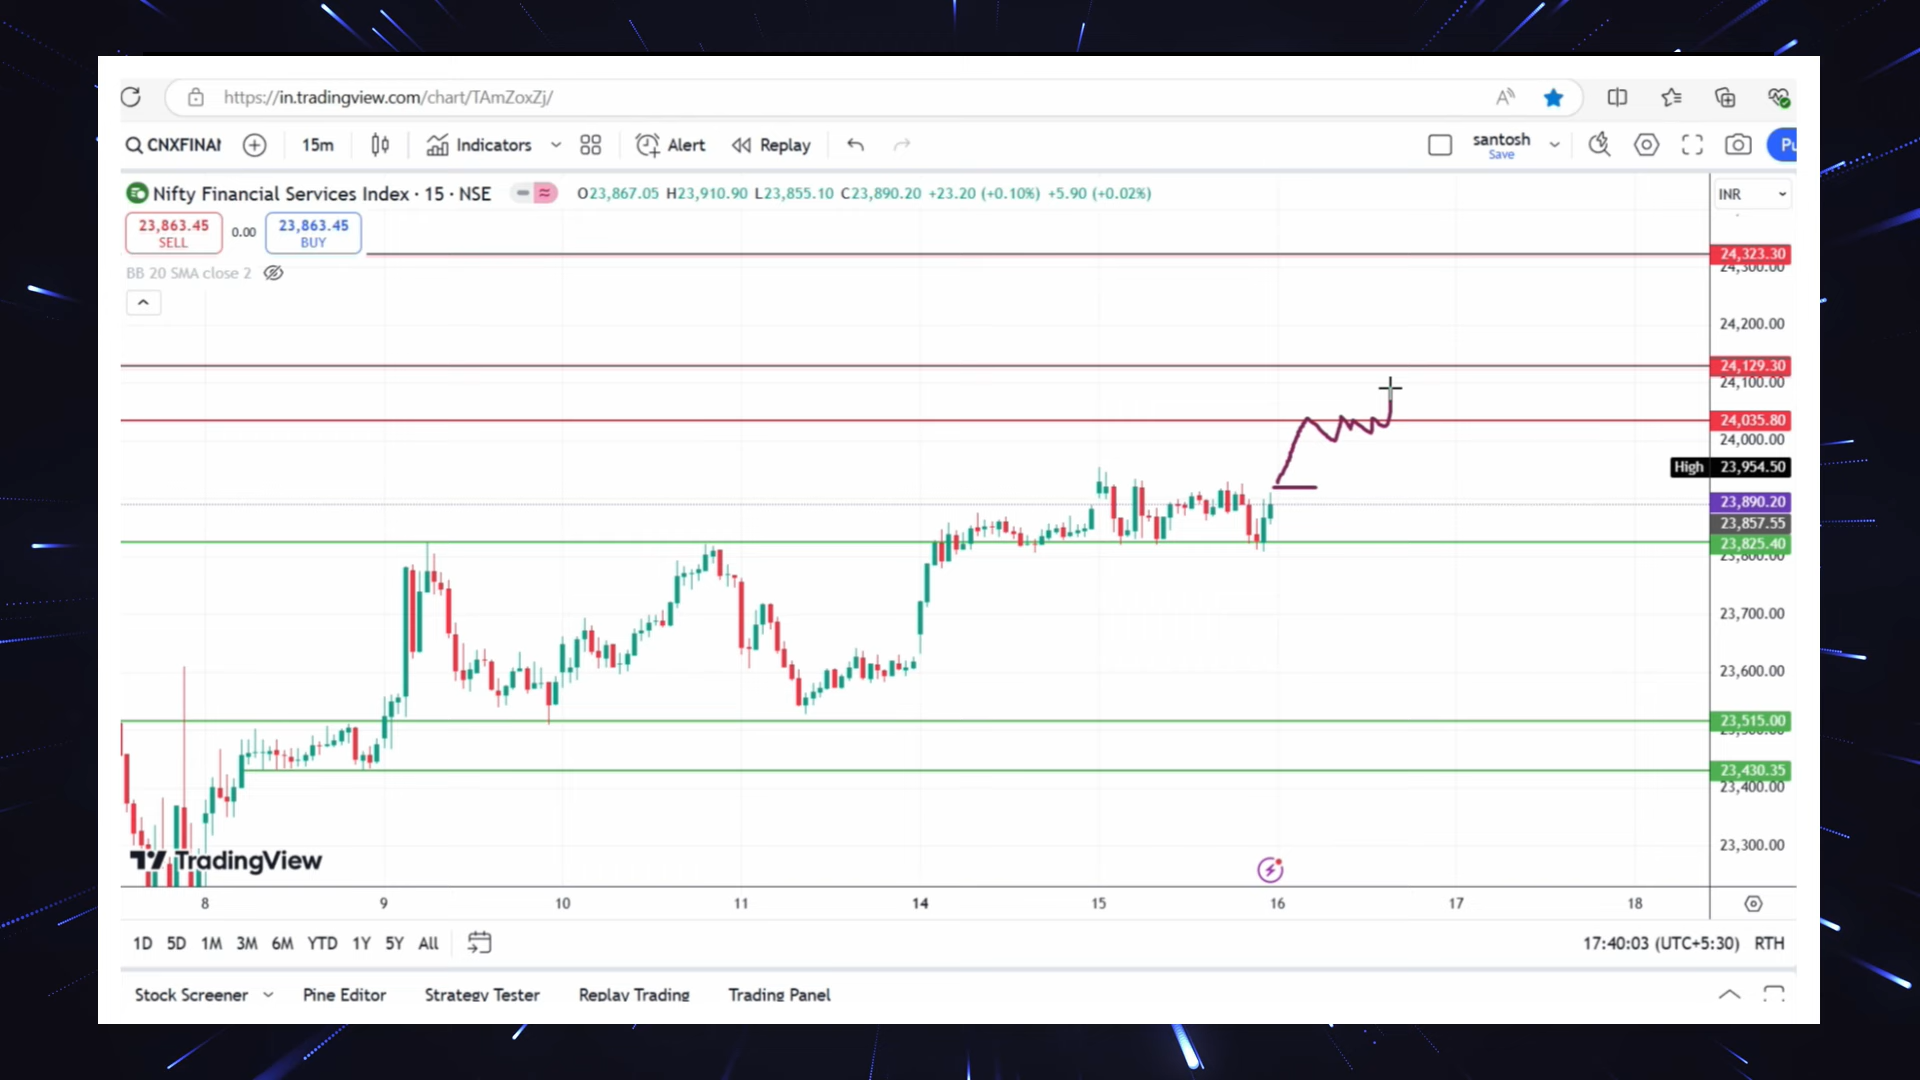 https://in.tradingview.com/chart/TAmZoxZj/
CNXFINAI 15m Indicators Alert Replay santosh
Save
Nifty Financial Services Index · 15 · NSE O23,867.05 H23,910.90 L23,855.10 C23,890.20 +23.20 (+0.10%) +5.90 (+0.02%) INR
23,863.45 0.00 23,863.45
SELL BUY
BB 20 SMA close 2
24,323.30
24,300.00
24,200.00
24,129.30
24,100.00
24,035.80
24,000.00
High 23,954.50
23,890.20
23,857.55
23,825.40
23,800.00
23,700.00
23,600.00
23,515.00
23,430.35
23,400.00
23,300.00
TradingView
8 9 10 11 14 15 16 17 18
1D 5D 1M 3M 6M YTD 1Y 5Y All 17:40:03 (UTC+5:30) RTH
Stock Screener Pine Editor Strategy Tester Replay Trading Trading Panel